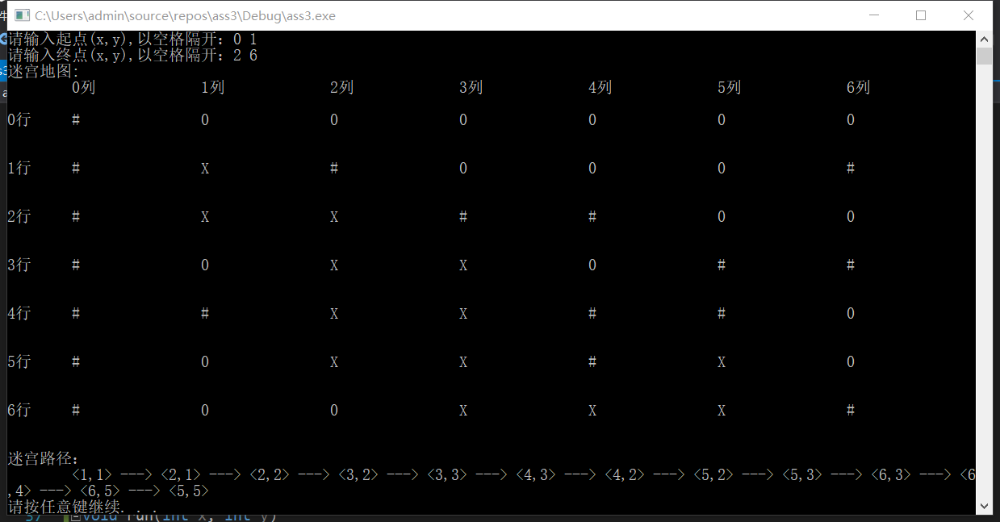 C:\Users\admin\source\repos\ass3\Debug\ass3.exe
请输入起点(x,y),以空格隔开：0 1
请输入终点(x,y),以空格隔开：2 6
迷宫地图:
0列 1列 2列 3列 4列 5列 6列
0行 # 0 0 0 0 0 0
1行 # X # 0 0 0 #
2行 # X X # # 0 0
3行 # 0 X X 0 # #
4行 # # X X # # 0
5行 # 0 X X # X 0
6行 # 0 0 X X X #
迷宫路径：
<1,1> ---> <2,1> ---> <2,2> ---> <3,2> ---> <3,3> ---> <4,3> ---> <4,2> ---> <5,2> ---> <5,3> ---> <6,3> ---> <6
,4> ---> <6,5> ---> <5,5>
请按任意键继续. . .
37 void run(int x, int y)